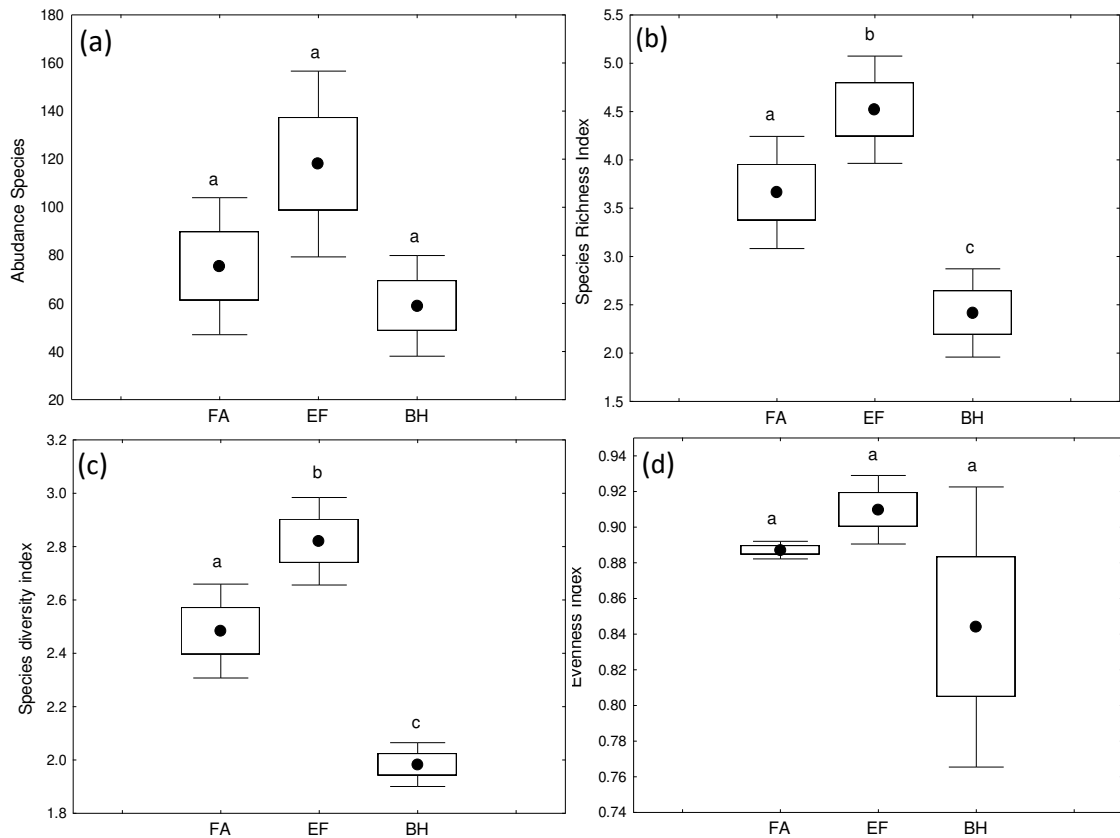 (a)
Abudance Species
180
160
140
120
100
80
60
40
20
a
a
a
FA EF BH
(b)
Species Richness Index
5.5
5.0
4.5
4.0
3.5
3.0
2.5
2.0
1.5
a
b
c
FA EF BH
(c)
Species diversity index
3.2
3.0
2.8
2.6
2.4
2.2
2.0
1.8
a
b
c
FA EF BH
(d)
Evenness Index
0.94
0.92
0.90
0.88
0.86
0.84
0.82
0.80
0.78
0.76
0.74
a
a
a
FA EF BH